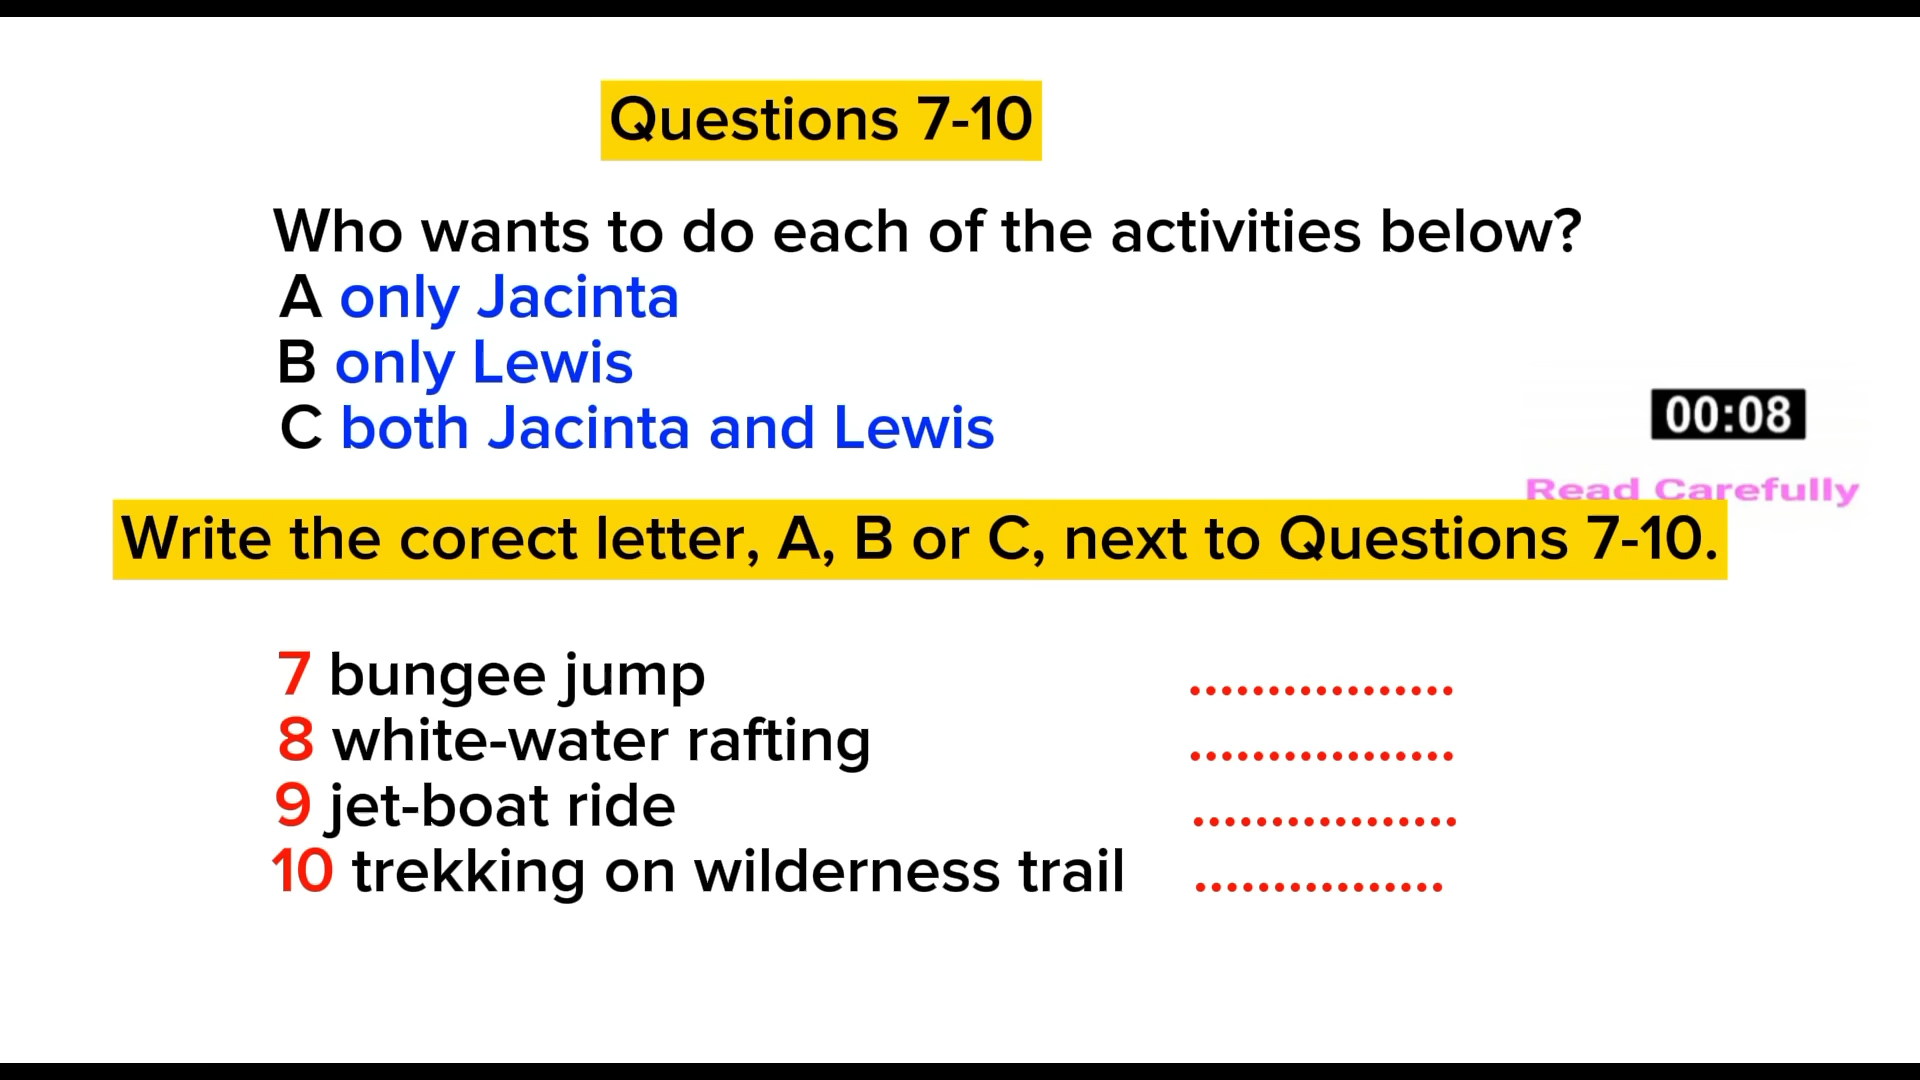 Questions 7-10
Who wants to do each of the activities below?
A only Jacinta
B only Lewis
C both Jacinta and Lewis
00:08
Read Carefully
Write the corect letter, A, B or C, next to Questions 7-10.
7 bungee jump .................
8 white-water rafting .................
9 jet-boat ride .................
10 trekking on wilderness trail ................